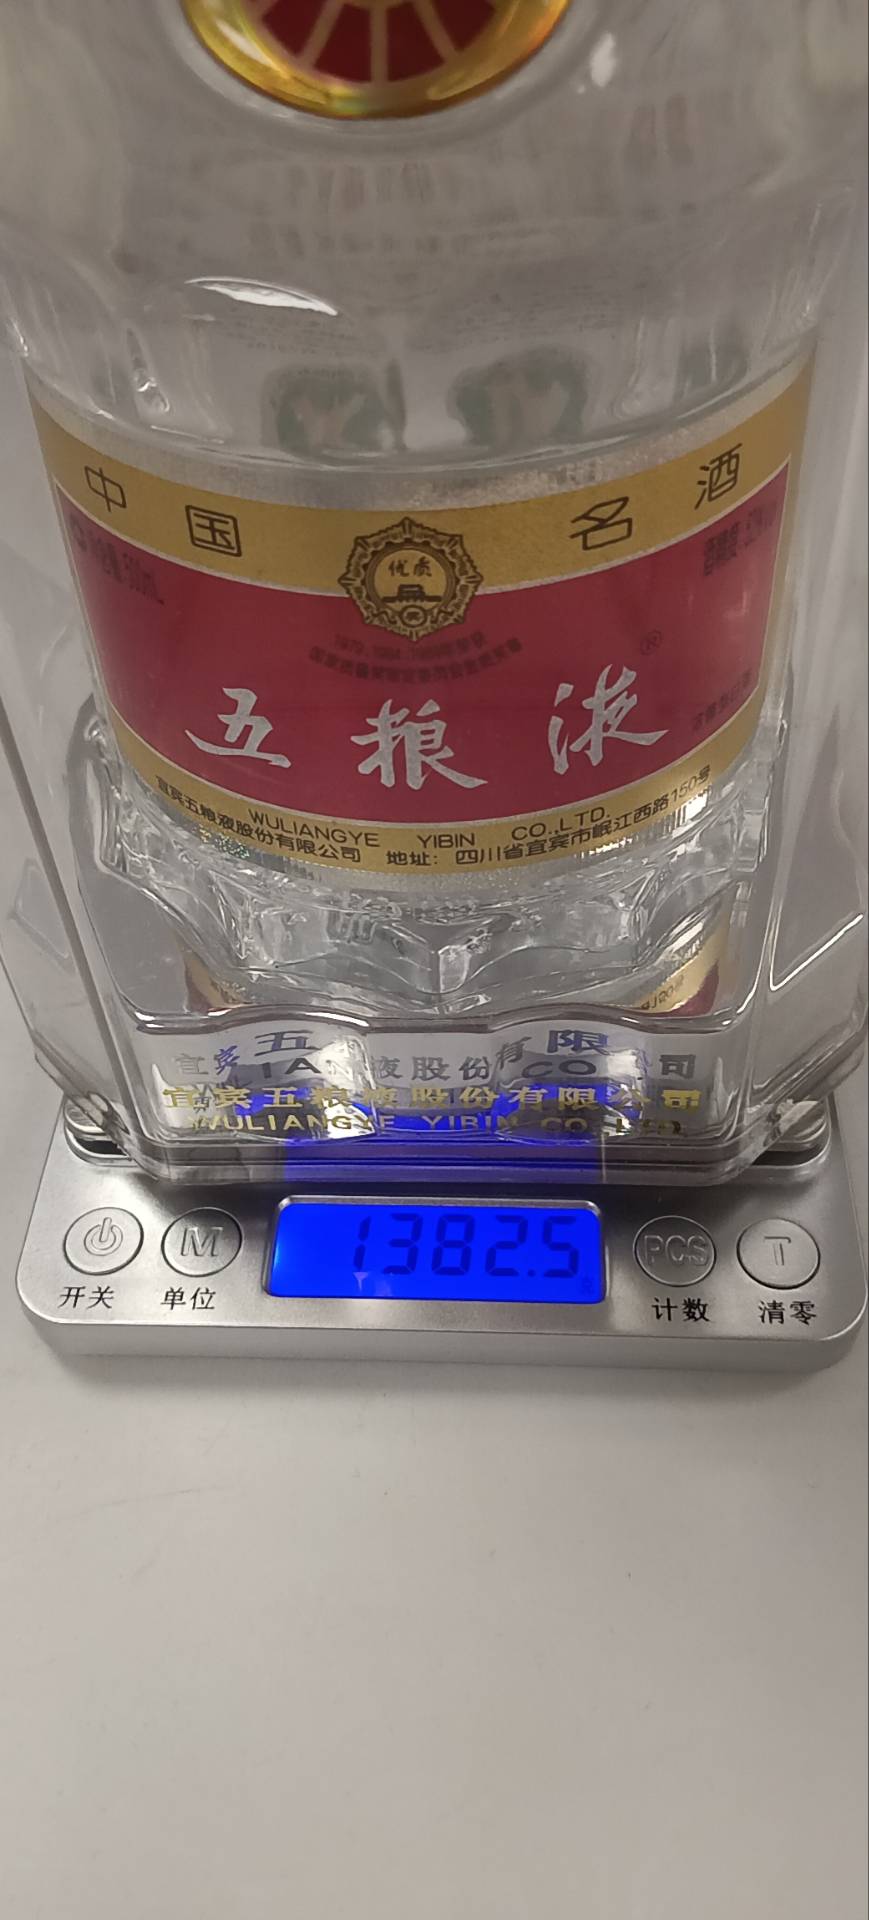 中国名酒
优质
五粮液®
WULIANGYE YIBIN CO.,LTD.
宜宾五粮液股份有限公司 地址：四川省宜宾市岷江西路150号
宜宾五粮液股份有限公司
WULIANGYE YIBIN CO.,LTD.
1382.5
M
PCS
T
开关
单位
计数
清零